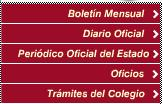 Boletín Mensual
Diario Oficial
Periódico Oficial del Estado
Oficios
Trámites del Colegio